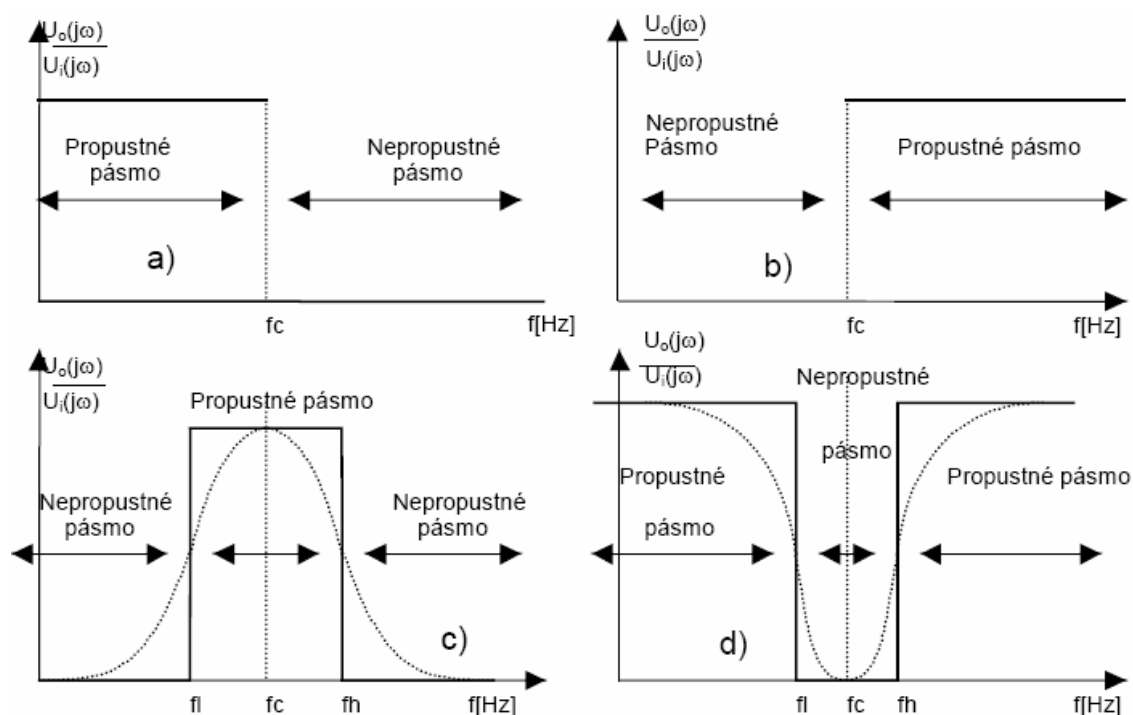 Uₒ(jω)
Uᵢ(jω)
Propustné
pásmo
Nepropustné
pásmo
a)
fc
f[Hz]
Uₒ(jω)
Uᵢ(jω)
Nepropustné
Pásmo
Propustné pásmo
b)
fc
f[Hz]
Uₒ(jω)
Uᵢ(jω)
Propustné pásmo
Nepropustné
pásmo
Nepropustné
pásmo
c)
fl
fc
fh
f[Hz]
Uₒ(jω)
Uᵢ(jω)
Nepropustné
pásmo
Propustné
pásmo
Propustné pásmo
d)
fl
fc
fh
f[Hz]